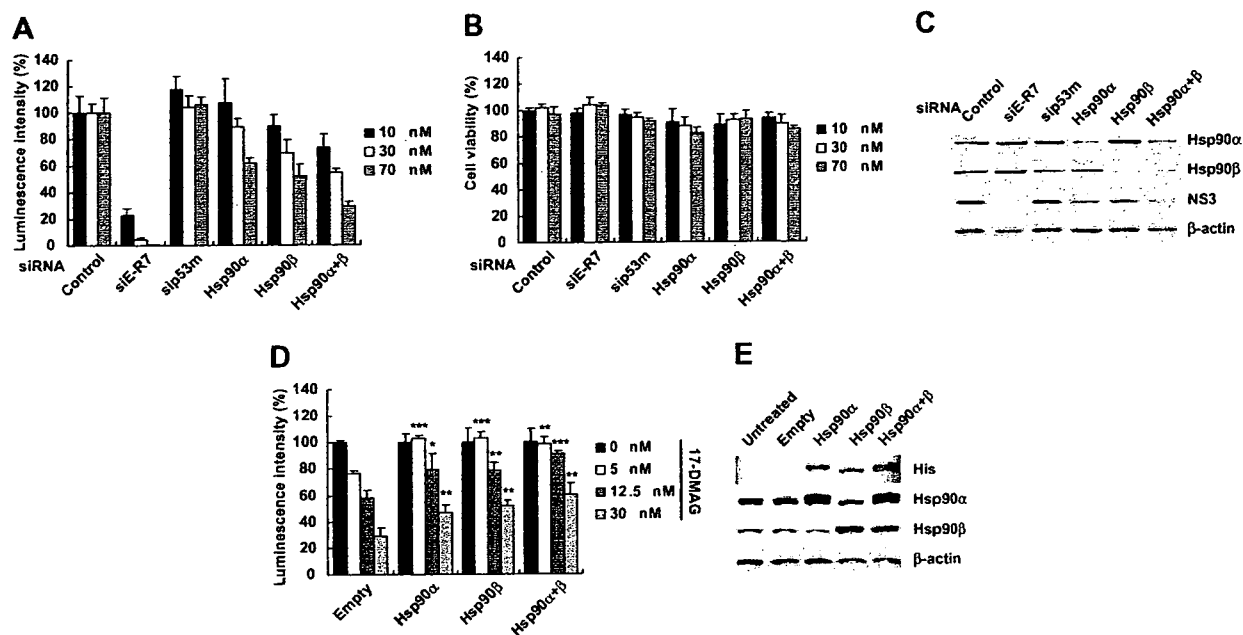 A
Luminescence intensity (%)
140
120
100
80
60
40
20
0
10 nM
30 nM
70 nM
siRNA
Control
siE-R7
sip53m
Hsp90α
Hsp90β
Hsp90α+β
B
Cell viability (%)
140
120
100
80
60
40
20
0
10 nM
30 nM
70 nM
siRNA
Control
siE-R7
sip53m
Hsp90α
Hsp90β
Hsp90α+β
C
siRNA
Control
siE-R7
sip53m
Hsp90α
Hsp90β
Hsp90α+β
Hsp90α
Hsp90β
NS3
β-actin
D
Luminescence intensity (%)
140
120
100
80
60
40
20
0
*** * **
*** ** **
** *** **
0 nM
5 nM
12.5 nM
30 nM
17-DMAG
Empty
Hsp90α
Hsp90β
Hsp90α+β
E
Untreated
Empty
Hsp90α
Hsp90β
Hsp90α+β
His
Hsp90α
Hsp90β
β-actin